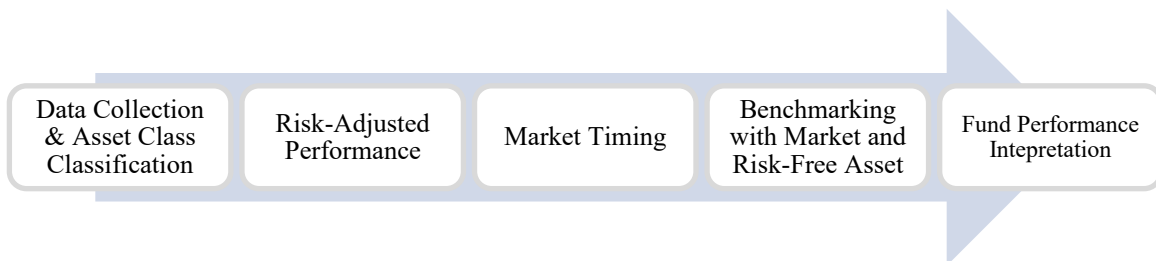 Data Collection
& Asset Class
Classification
Risk-Adjusted
Performance
Market Timing
Benchmarking
with Market and
Risk-Free Asset
Fund Performance
Intepretation